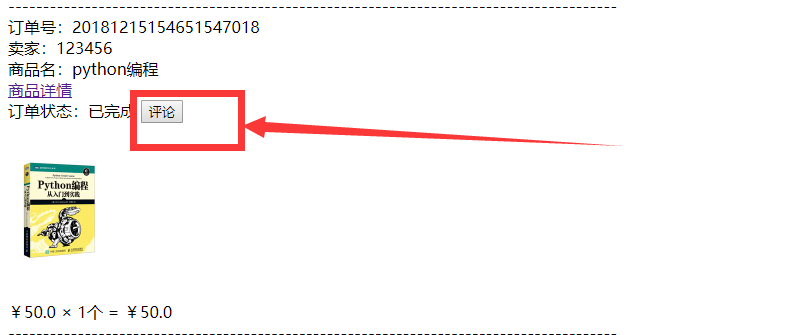 订单号：20181215154651547018
卖家：123456
商品名：python编程
商品详情
订单状态：已完成 评论
Python编程
从入门到实践
￥50.0 × 1个 = ￥50.0